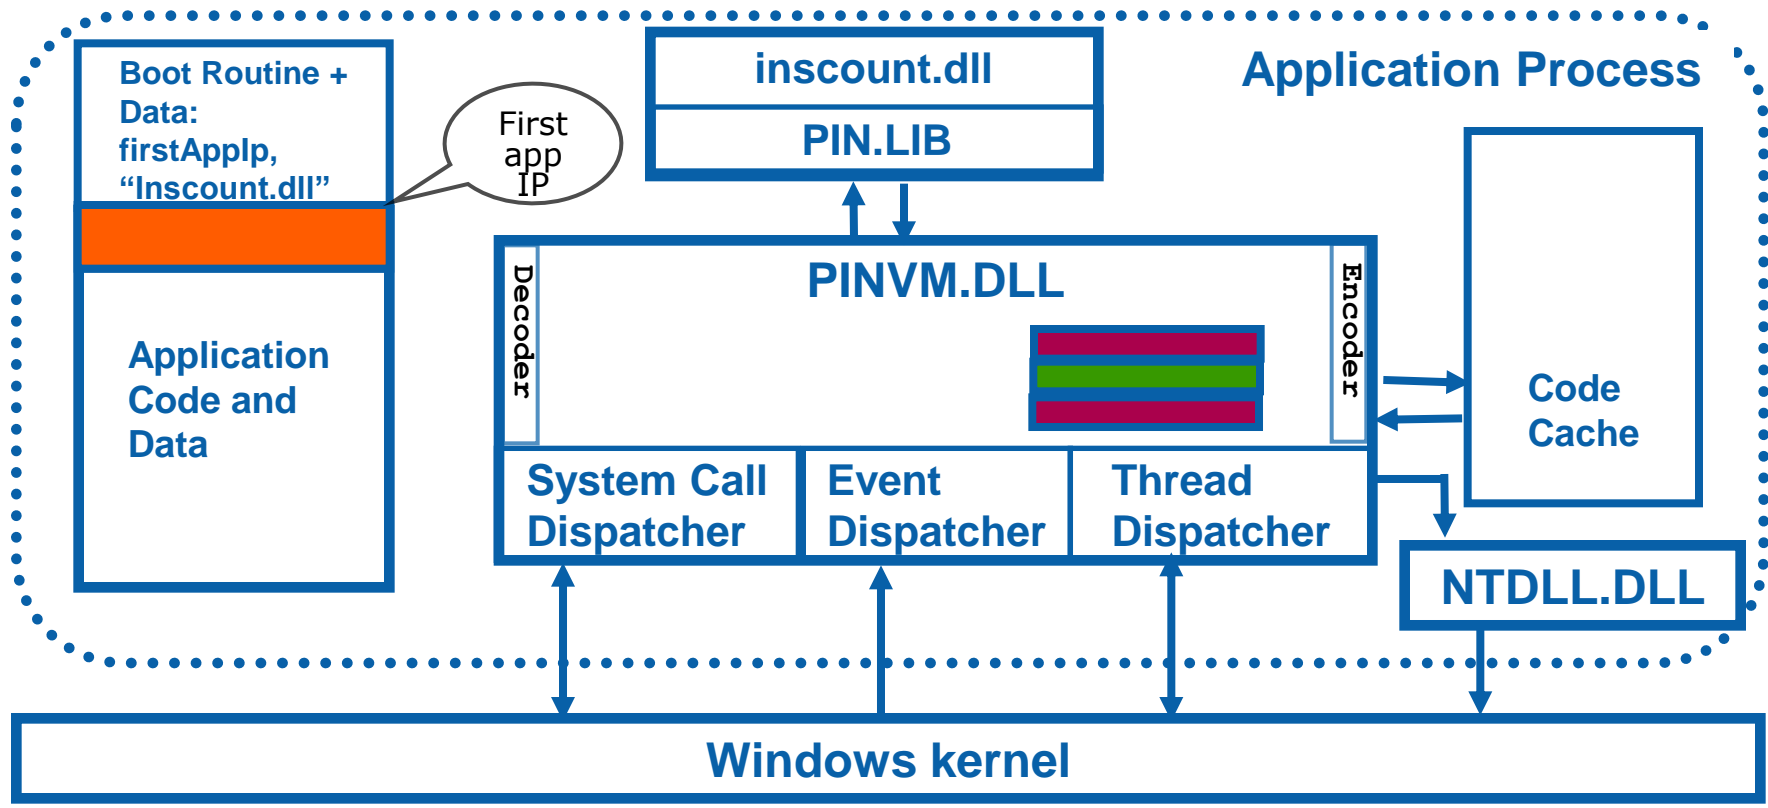 Boot Routine +
Data:
firstAppIp,
“Inscount.dll”
First
app
IP
inscount.dll
PIN.LIB
Application Process
Decoder
PINVM.DLL
Encoder
Application
Code and
Data
Code
Cache
System Call
Dispatcher
Event
Dispatcher
Thread
Dispatcher
NTDLL.DLL
Windows kernel